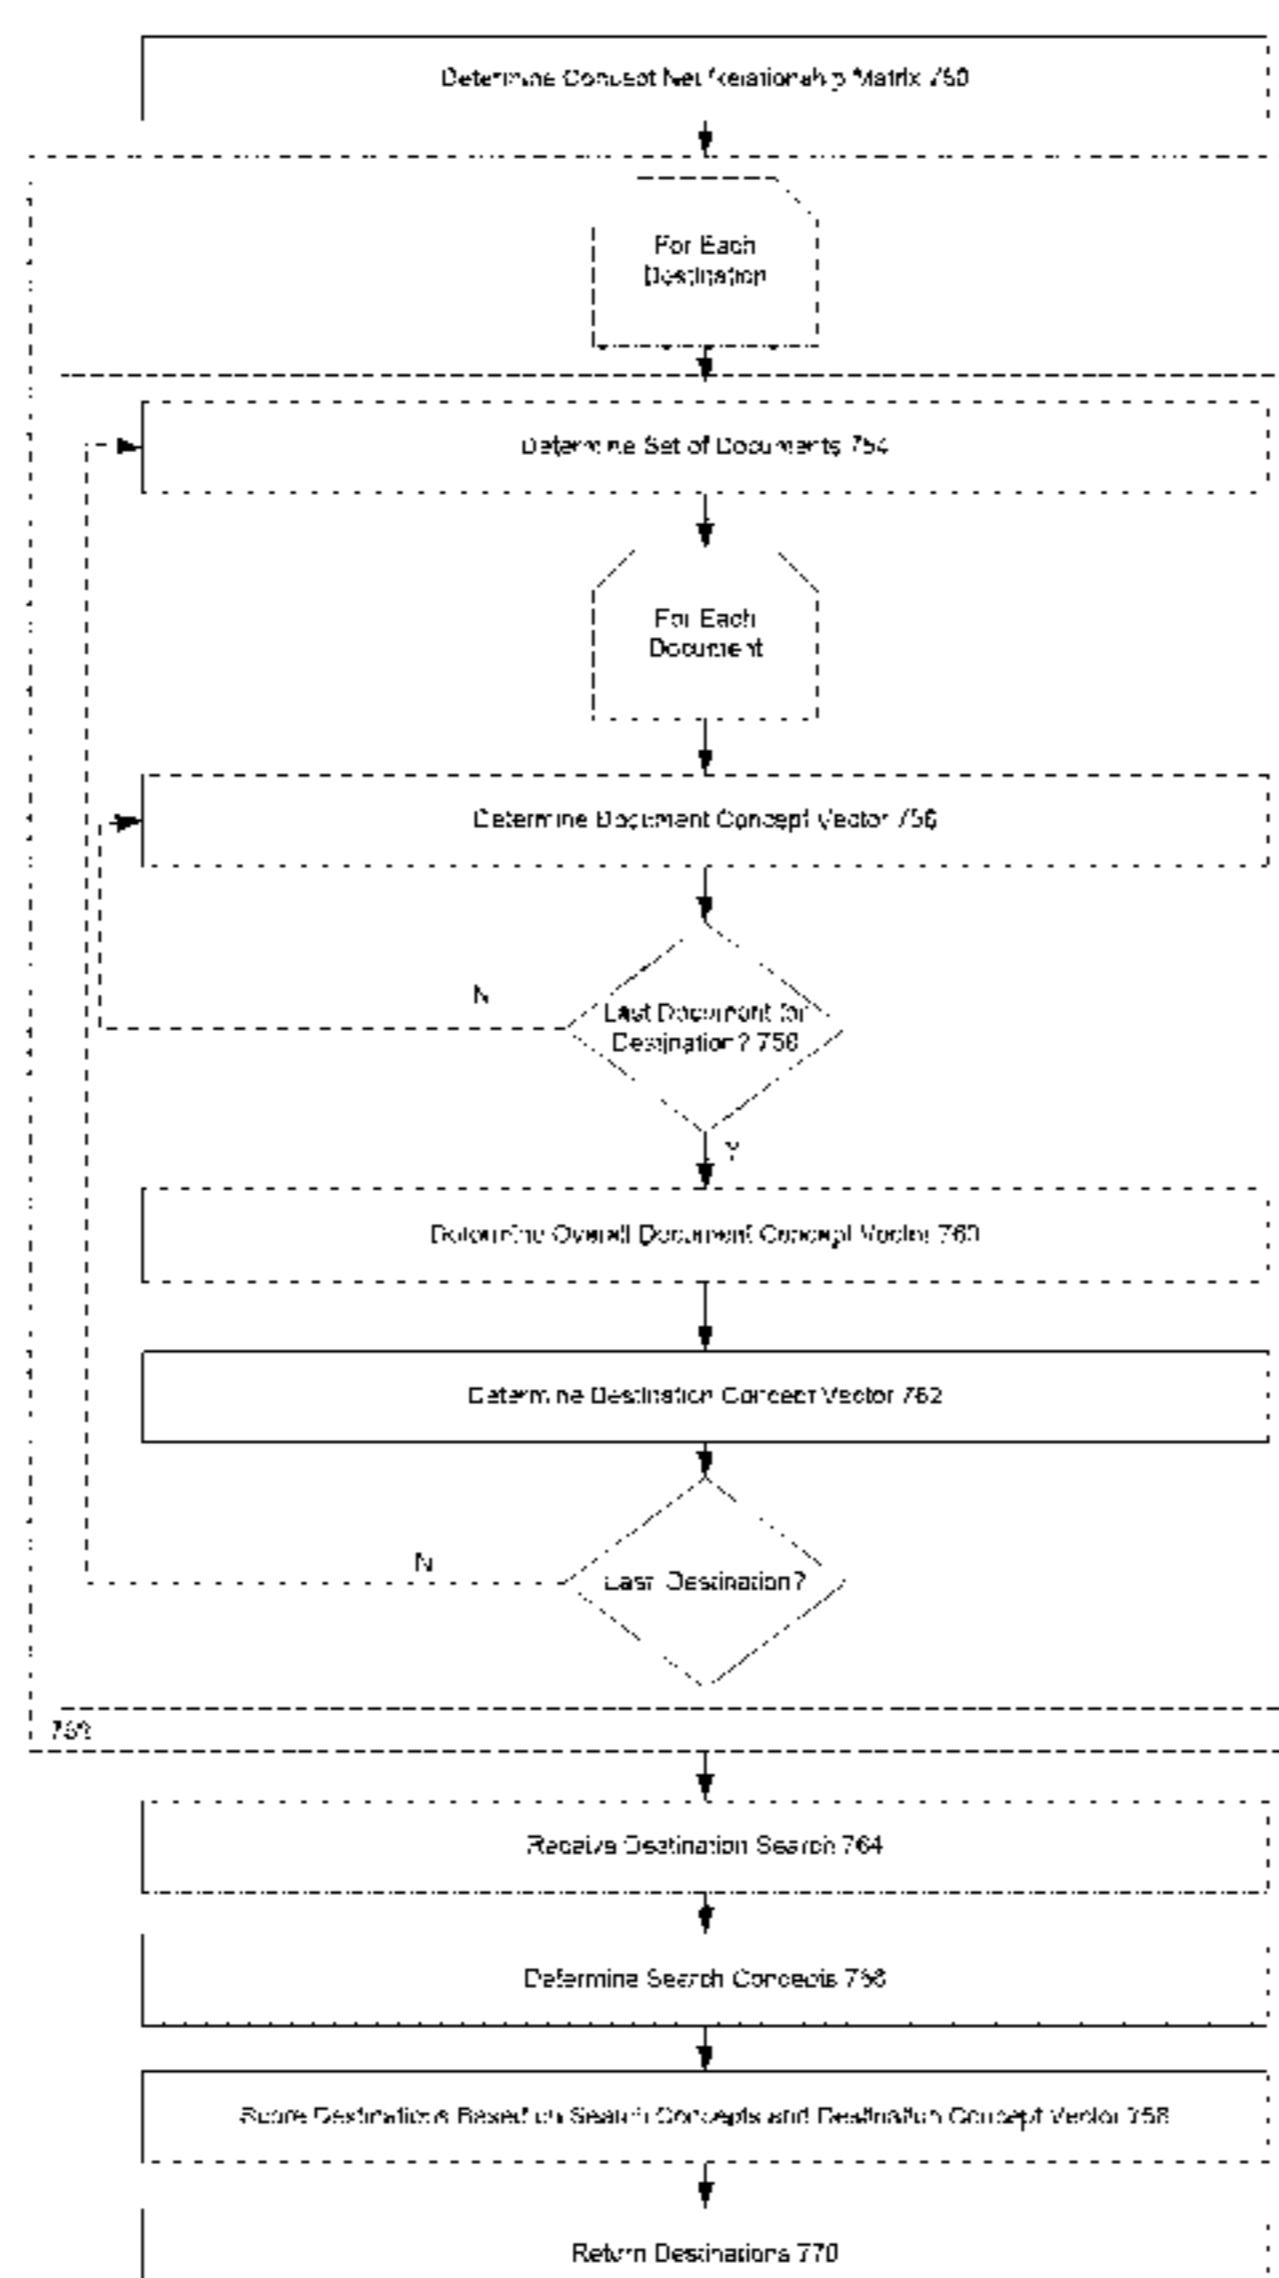 Determine Concept Net Relationship Matrix 750
For Each
Destination
Determine Set of Documents 754
For Each
Document
Determine Document Concept Vector 756
N
Last Document for
Destination? 758
Y
Determine Overall Document Concept Vector 760
Determine Destination Concept Vector 762
N
Last Destination?
Receive Destination Search 764
Determine Search Concepts 766
Score Destinations Based on Search Concepts and Destination Concept Vector
Return Destinations 770